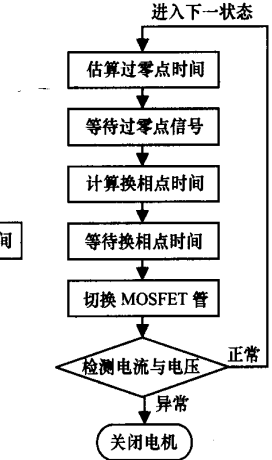 进入下一状态
估算过零点时间
等待过零点信号
计算换相点时间
间
等待换相点时间
切换 MOSFET 管
检测电流与电压
正常
异常
关闭电机